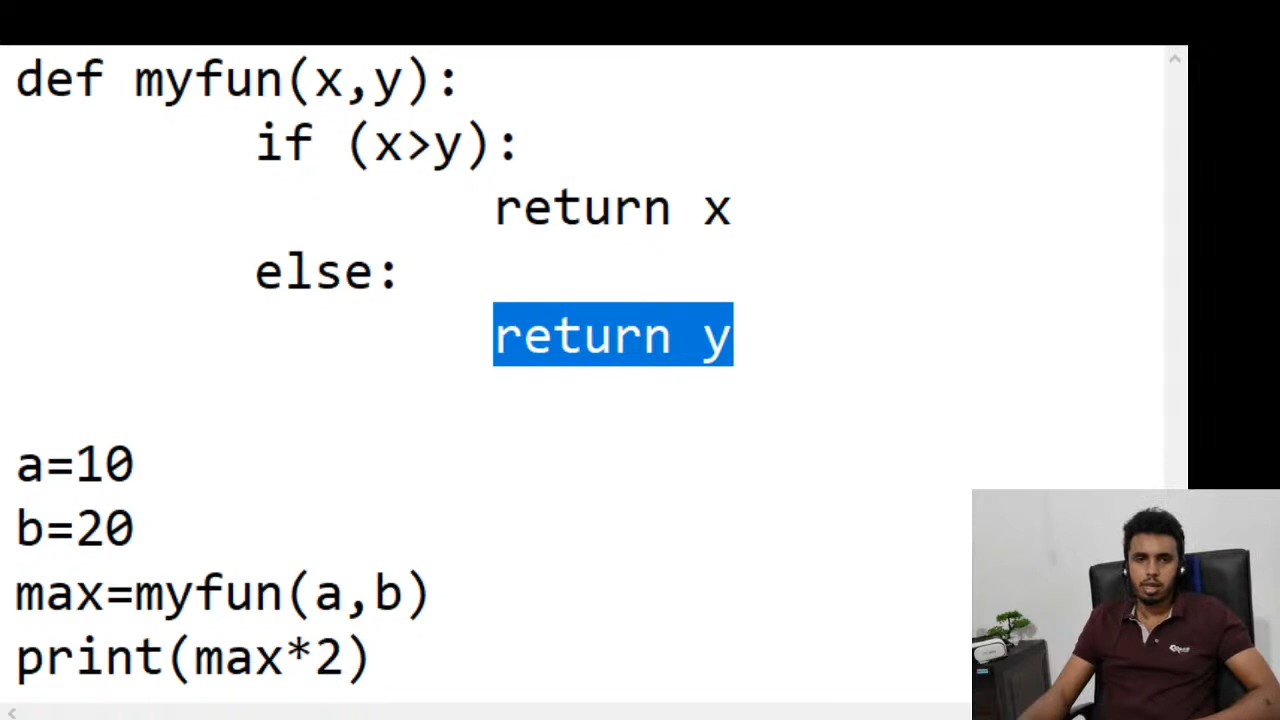 def myfun(x,y):
if (x>y):
return x
else:
return y
a=10
b=20
max=myfun(a,b)
print(max*2)